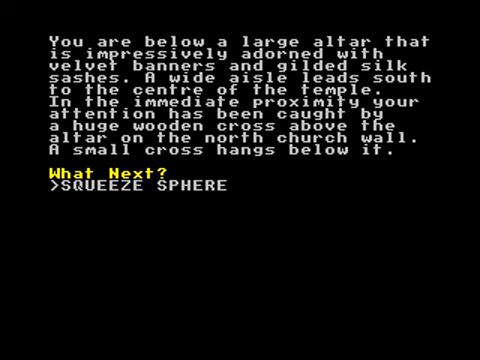 You are below a large altar that
is impressively adorned with
velvet banners and gilded silk
sashes. A wide aisle leads south
to the centre of the temple.
In the immediate proximity your
attention has been caught by
a huge wooden cross above the
altar on the north church wall.
A small cross hangs below it.
What Next?
>SQUEEZE SPHERE